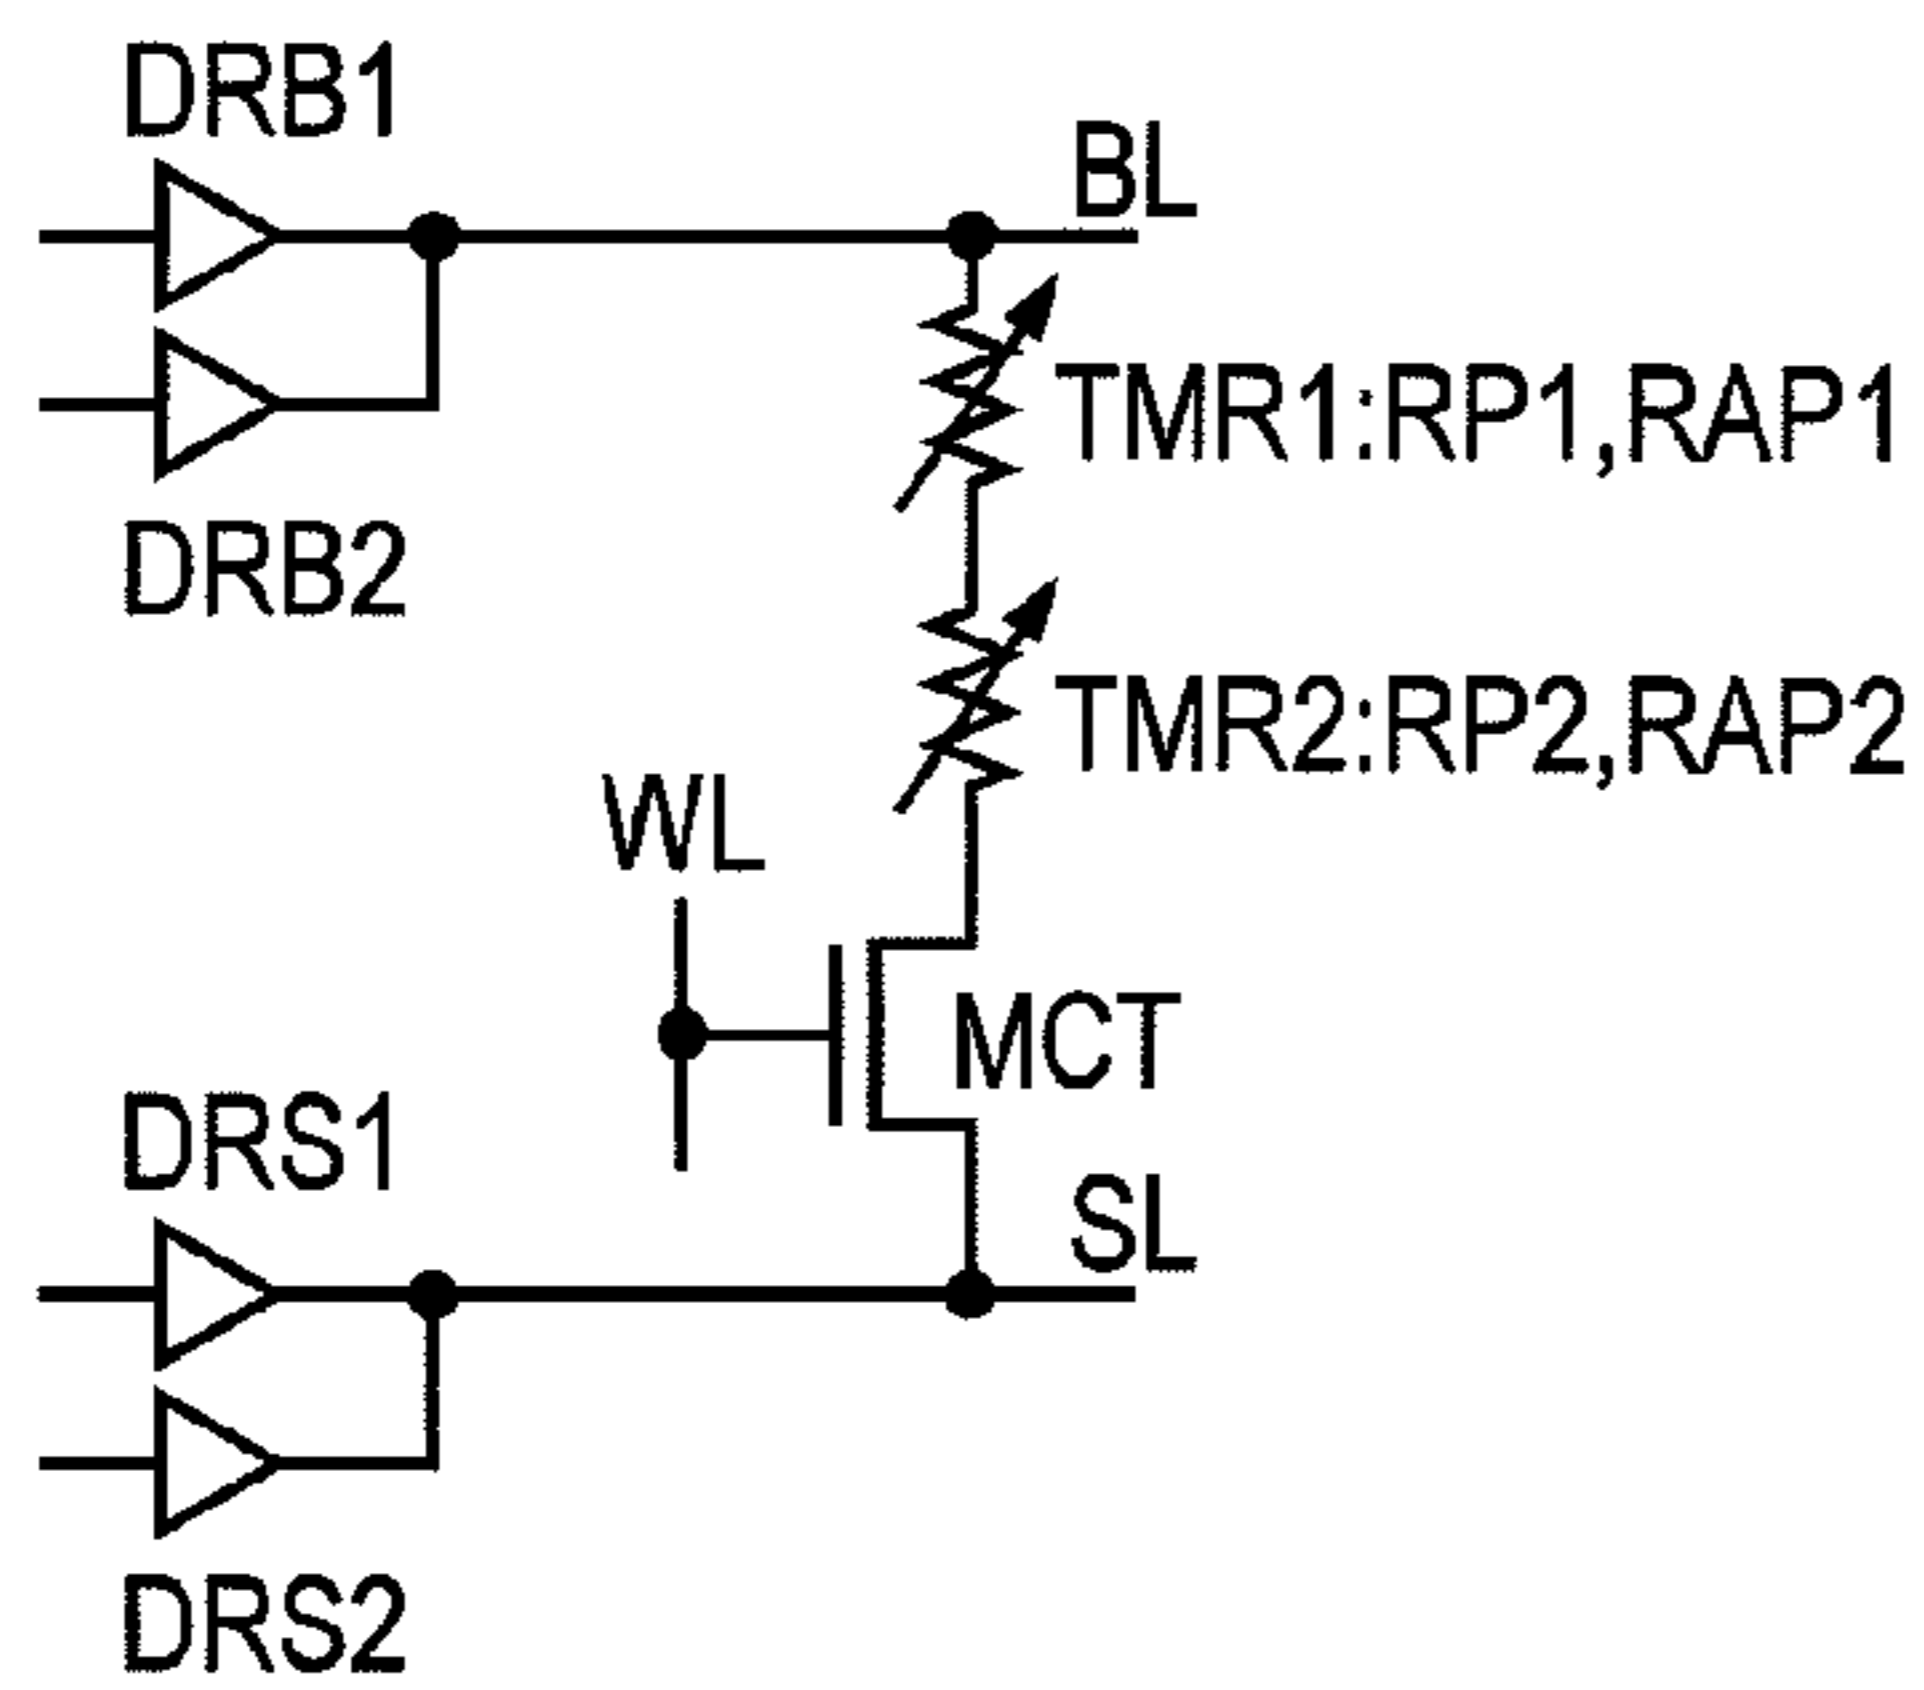 DRB1
BL
TMR1:RP1,RAP1
DRB2
TMR2:RP2,RAP2
WL
MCT
DRS1
SL
DRS2